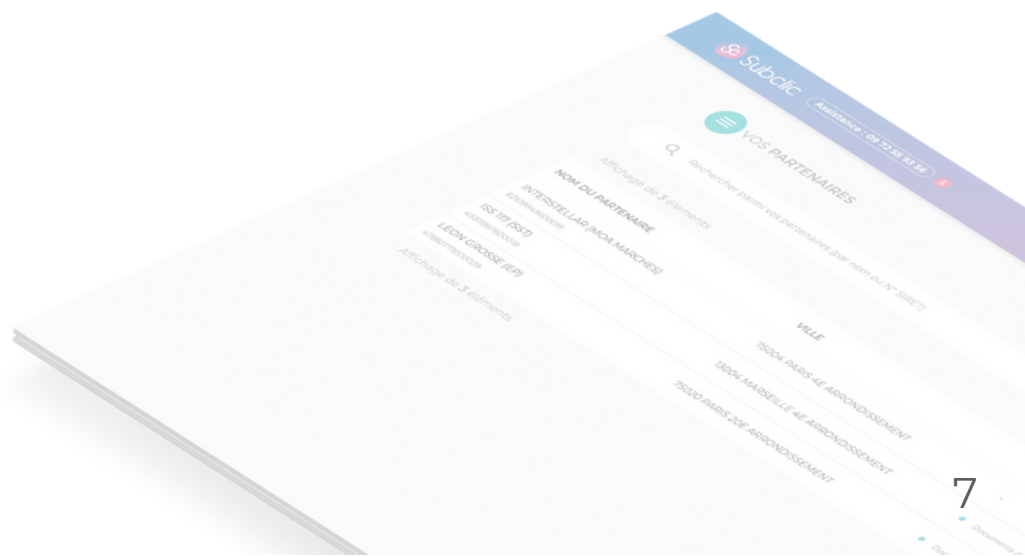 Subclic
Assistance : 09 72 55 93 56
VOS PARTENAIRES
Rechercher parmi vos partenaires (par nom ou N° SIRET)
Affichage de 3 éléments
NOM DU PARTENAIRE
VILLE
INTERSTELLAR (MOA MARCHES)
75004 PARIS 4E ARRONDISSEMENT
ISS 117 (SST)
13004 MARSEILLE 4E ARRONDISSEMENT
LEON GROSSE (EP)
75020 PARIS 20E ARRONDISSEMENT
Affichage de 3 éléments
Documents
7